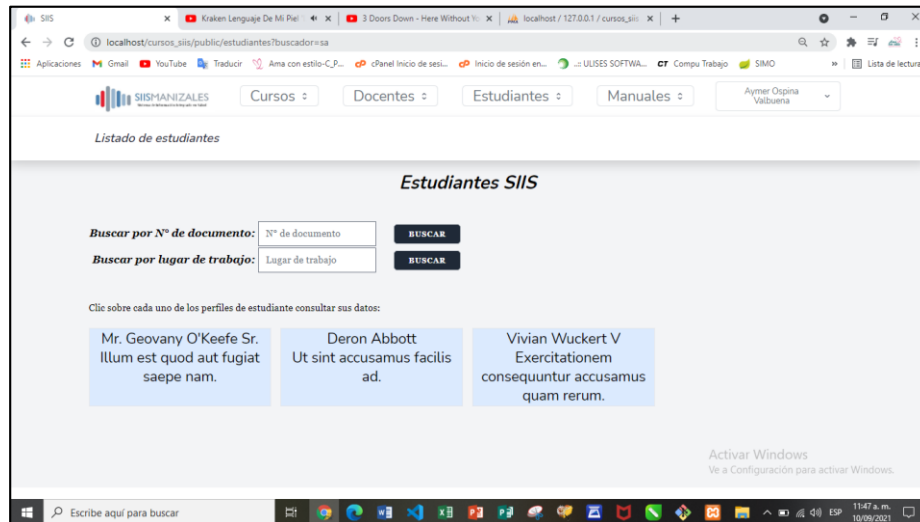 SIIS
Kraken Lenguaje De Mi Piel
3 Doors Down - Here Without Yo
localhost / 127.0.0.1 / cursos_siis
localhost/cursos_siis/public/estudiantes?buscador=sa
Aplicaciones
Gmail
YouTube
Traducir
Ama con estilo-C_P...
cPanel Inicio de sesi...
Inicio de sesión en...
..:: ULISES SOFTWA...
CT Compu Trabajo
SIMO
»
Lista de lectura
SIISMANIZALES
Cursos
Docentes
Estudiantes
Manuales
Aymer Ospina
Valbuena
Listado de estudiantes
Estudiantes SIIS
Buscar por N° de documento:
N° de documento
BUSCAR
Buscar por lugar de trabajo:
Lugar de trabajo
BUSCAR
Clic sobre cada uno de los perfiles de estudiante consultar sus datos:
Mr. Geovany O'Keefe Sr.
Illum est quod aut fugiat
saepe nam.
Deron Abbott
Ut sint accusamus facilis
ad.
Vivian Wuckert V
Exercitationem
consequuntur accusamus
quam rerum.
Activar Windows
Ve a Configuración para activar Windows.
Escribe aquí para buscar
ESP
11:47 a. m.
10/09/2021